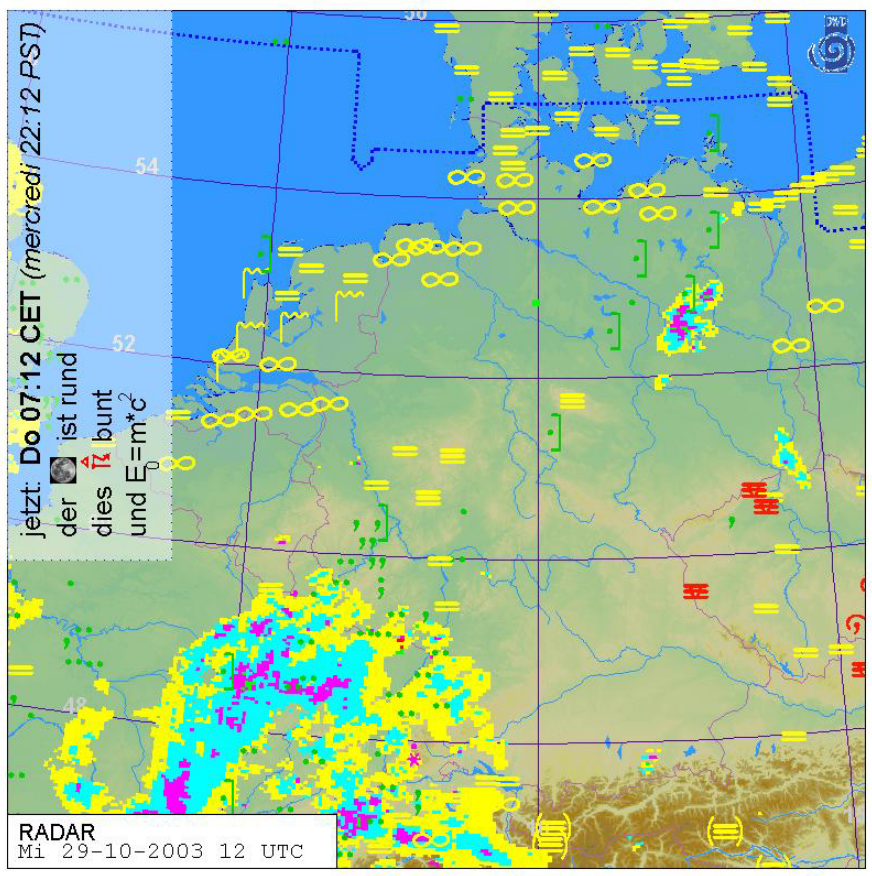 jetzt: Do 07:12 CET (mercredi 22:12 PST)
der ist rund
dies bunt
und E₀=m*c²
56
54
52
48
RADAR
Mi 29-10-2003 12 UTC